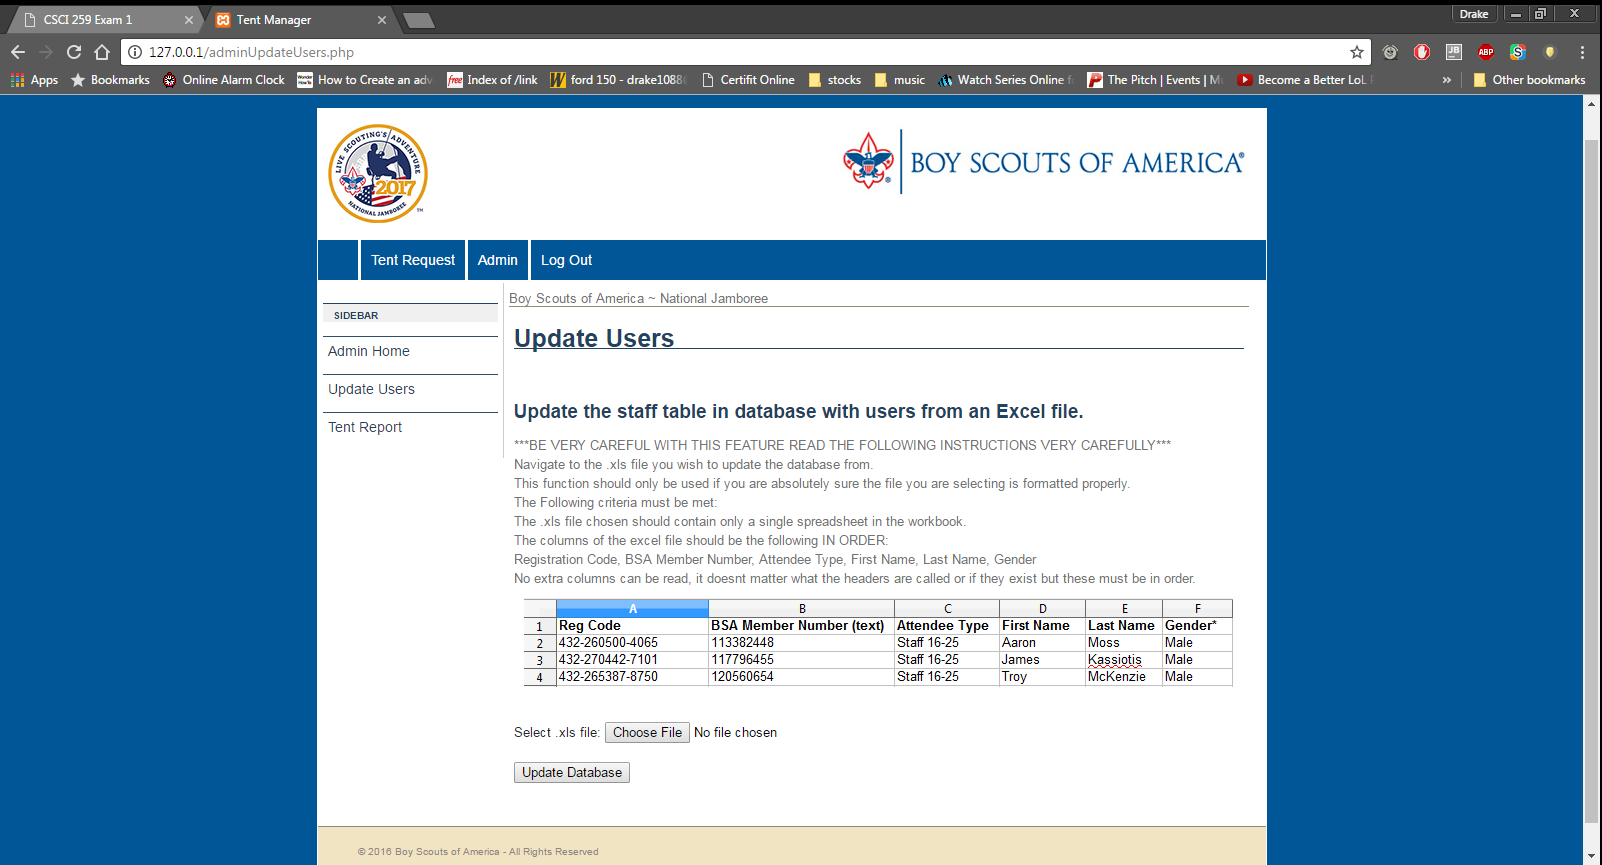 CSCI 259 Exam 1
Tent Manager
Drake
127.0.0.1/adminUpdateUsers.php
Apps
Bookmarks
Online Alarm Clock
How to Create an adv
Index of /link
ford 150 - drake1088
Certifit Online
stocks
music
Watch Series Online f
The Pitch | Events | M
Become a Better LoL
»
Other bookmarks
LIVE SCOUTING'S ADVENTURE
2017
NATIONAL JAMBOREE
BOY SCOUTS OF AMERICA®
Tent Request
Admin
Log Out
SIDEBAR
Admin Home
Update Users
Tent Report
Boy Scouts of America ~ National Jamboree
Update Users
Update the staff table in database with users from an Excel file.
***BE VERY CAREFUL WITH THIS FEATURE READ THE FOLLOWING INSTRUCTIONS VERY CAREFULLY***
Navigate to the .xls file you wish to update the database from.
This function should only be used if you are absolutely sure the file you are selecting is formatted properly.
The Following criteria must be met:
The .xls file chosen should contain only a single spreadsheet in the workbook.
The columns of the excel file should be the following IN ORDER:
Registration Code, BSA Member Number, Attendee Type, First Name, Last Name, Gender
No extra columns can be read, it doesnt matter what the headers are called or if they exist but these must be in order.
A B C D E F
1 Reg Code BSA Member Number (text) Attendee Type First Name Last Name Gender*
2 432-260500-4065 113382448 Staff 16-25 Aaron Moss Male
3 432-270442-7101 117796455 Staff 16-25 James Kassiotis Male
4 432-265387-8750 120560654 Staff 16-25 Troy McKenzie Male
Select .xls file: Choose File No file chosen
Update Database
© 2016 Boy Scouts of America - All Rights Reserved